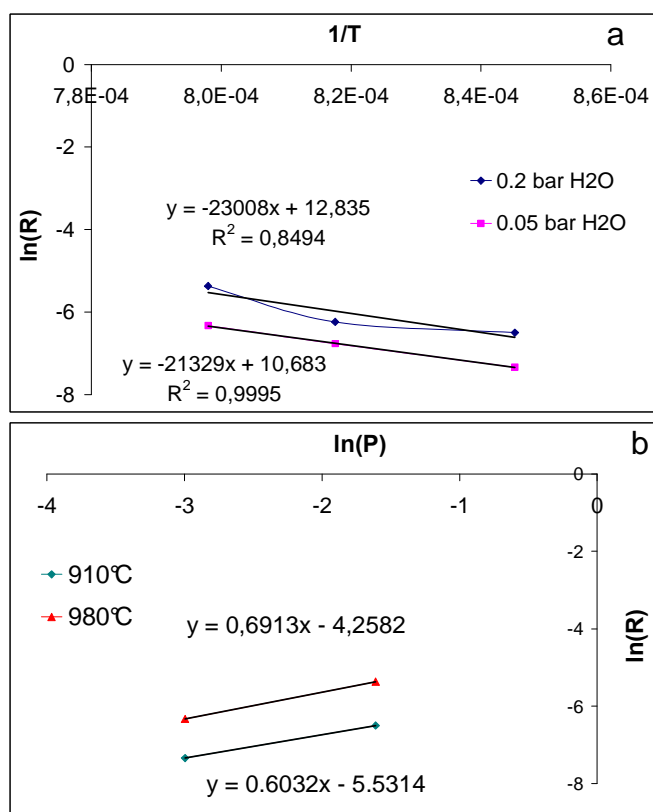 1/T
a
0
7,8E-04 8,0E-04 8,2E-04 8,4E-04 8,6E-04
-2
-4
-6
-8
ln(R)
0.2 bar H2O
0.05 bar H2O
y = -23008x + 12,835
R² = 0,8494
y = -21329x + 10,683
R² = 0,9995
ln(P)
b
-4 -3 -2 -1 0
0
-2
-4
-6
-8
ln(R)
910℃
980℃
y = 0,6913x - 4,2582
y = 0.6032x - 5.5314